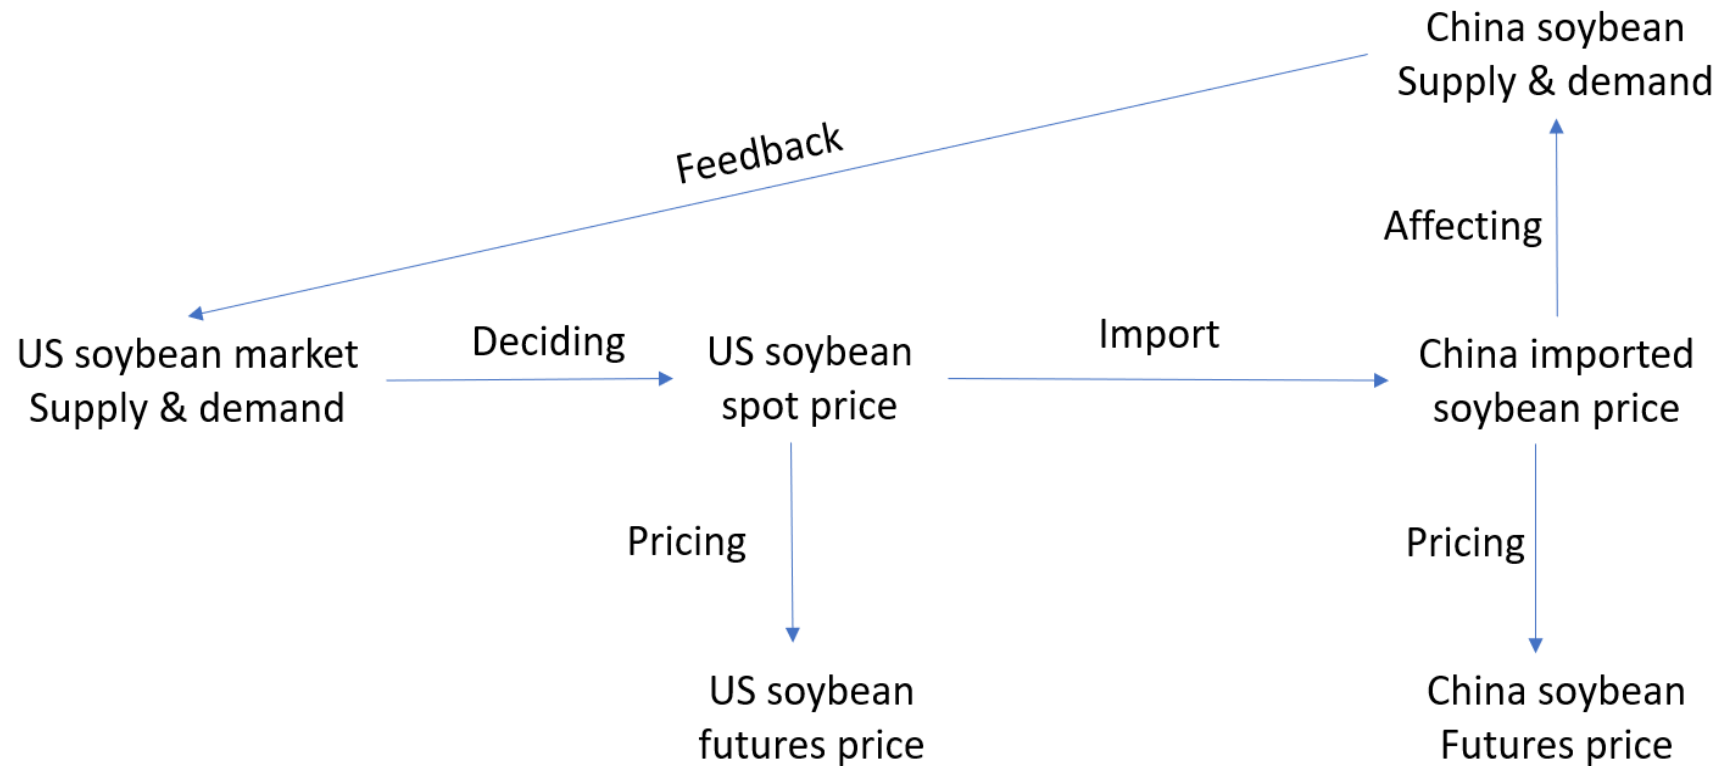 China soybean
Supply & demand
Feedback
Affecting
US soybean market
Supply & demand
Deciding
US soybean
spot price
Import
China imported
soybean price
Pricing
Pricing
US soybean
futures price
China soybean
Futures price